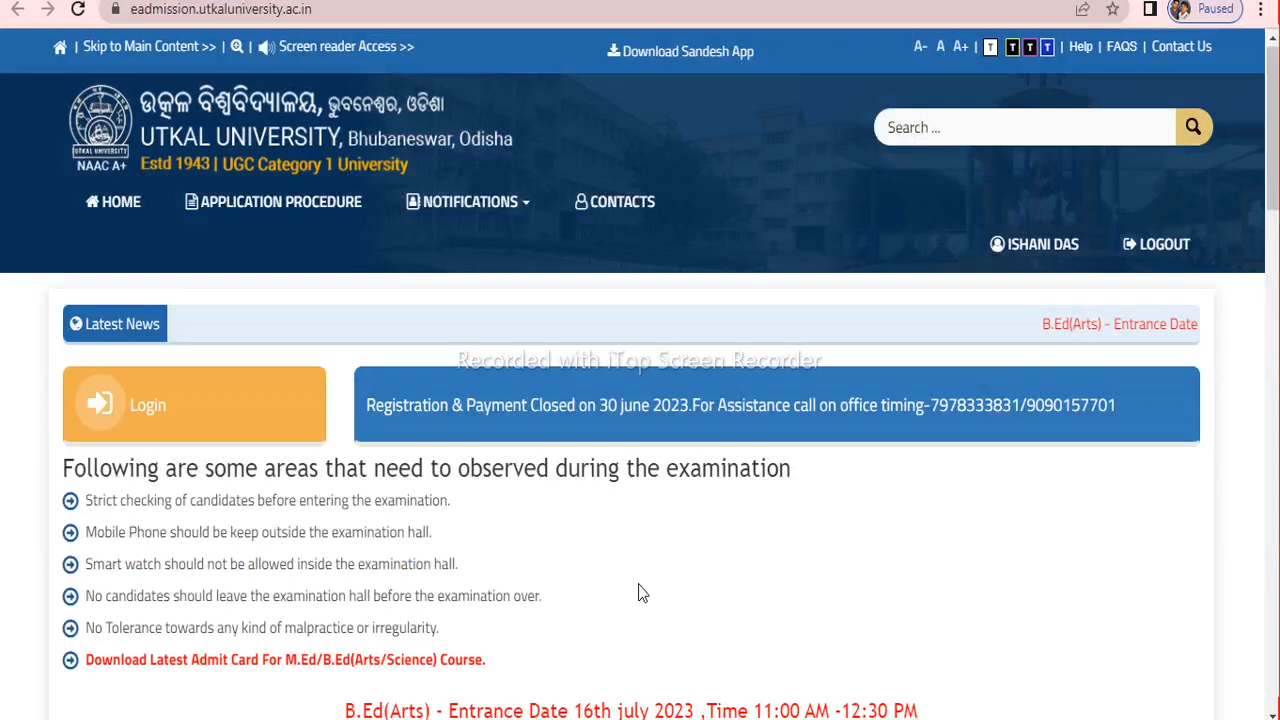 eadmission.utkaluniversity.ac.in
Paused
| Skip to Main Content >> | | Screen reader Access >>
Download Sandesh App
A- A A+ | T T T T Help | FAQS | Contact Us
ଉତ୍କଳ ବିଶ୍ୱବିଦ୍ୟାଳୟ, ଭୁବନେଶ୍ୱର, ଓଡିଶା
UTKAL UNIVERSITY, Bhubaneswar, Odisha
Estd 1943 | UGC Category 1 University
UTKAL UNIVERSITY
NAAC A+
Search ...
HOME
APPLICATION PROCEDURE
NOTIFICATIONS
CONTACTS
ISHANI DAS
LOGOUT
Latest News
B.Ed(Arts) - Entrance Date
Recorded with iTop Screen Recorder
Login
Registration & Payment Closed on 30 june 2023.For Assistance call on office timing-7978333831/9090157701
Following are some areas that need to observed during the examination
Strict checking of candidates before entering the examination.
Mobile Phone should be keep outside the examination hall.
Smart watch should not be allowed inside the examination hall.
No candidates should leave the examination hall before the examination over.
No Tolerance towards any kind of malpractice or irregularity.
Download Latest Admit Card For M.Ed/B.Ed(Arts/Science) Course.
B.Ed(Arts) - Entrance Date 16th july 2023 ,Time 11:00 AM -12:30 PM